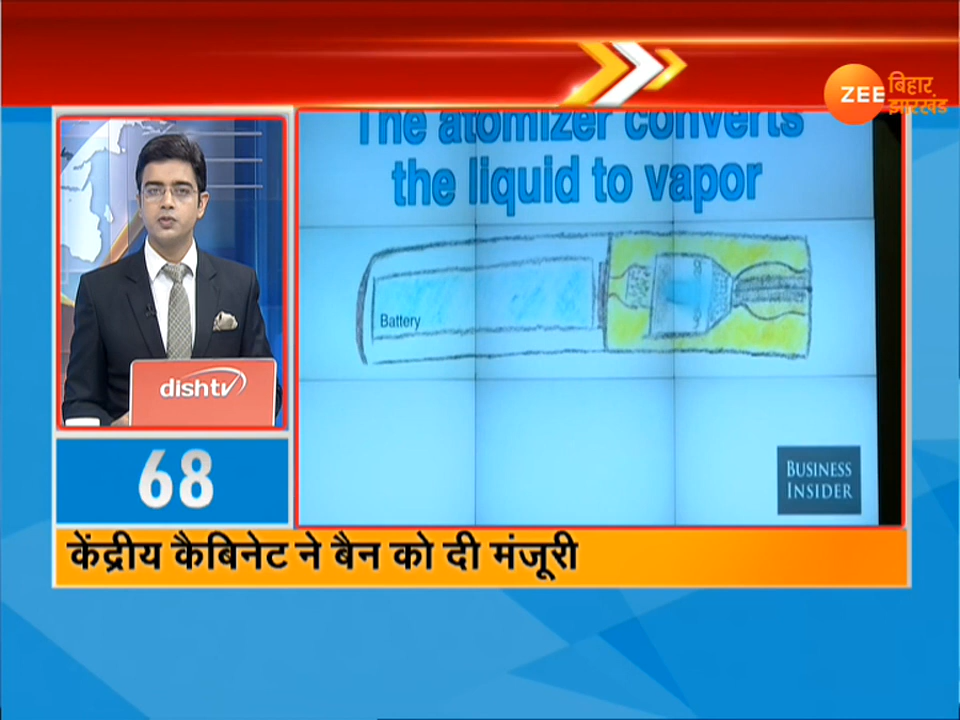 ZEE
बिहार
झारखंड
The atomizer converts
the liquid to vapor
Battery
BUSINESS
INSIDER
dishtv
68
केंद्रीय कैबिनेट ने बैन को दी मंजूरी